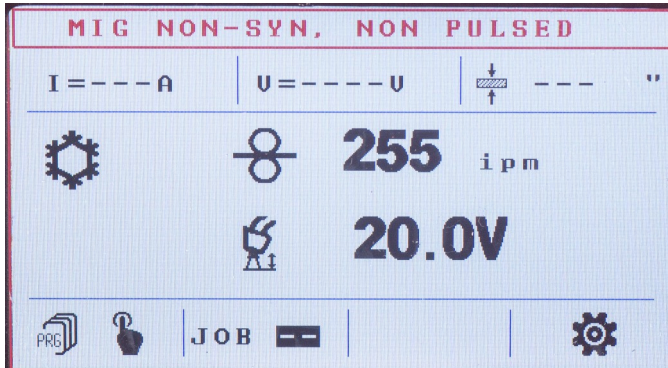 MIG NON-SYN, NON PULSED
I=---A V=----V --- "
255 ipm
20.0V
PRG JOB --